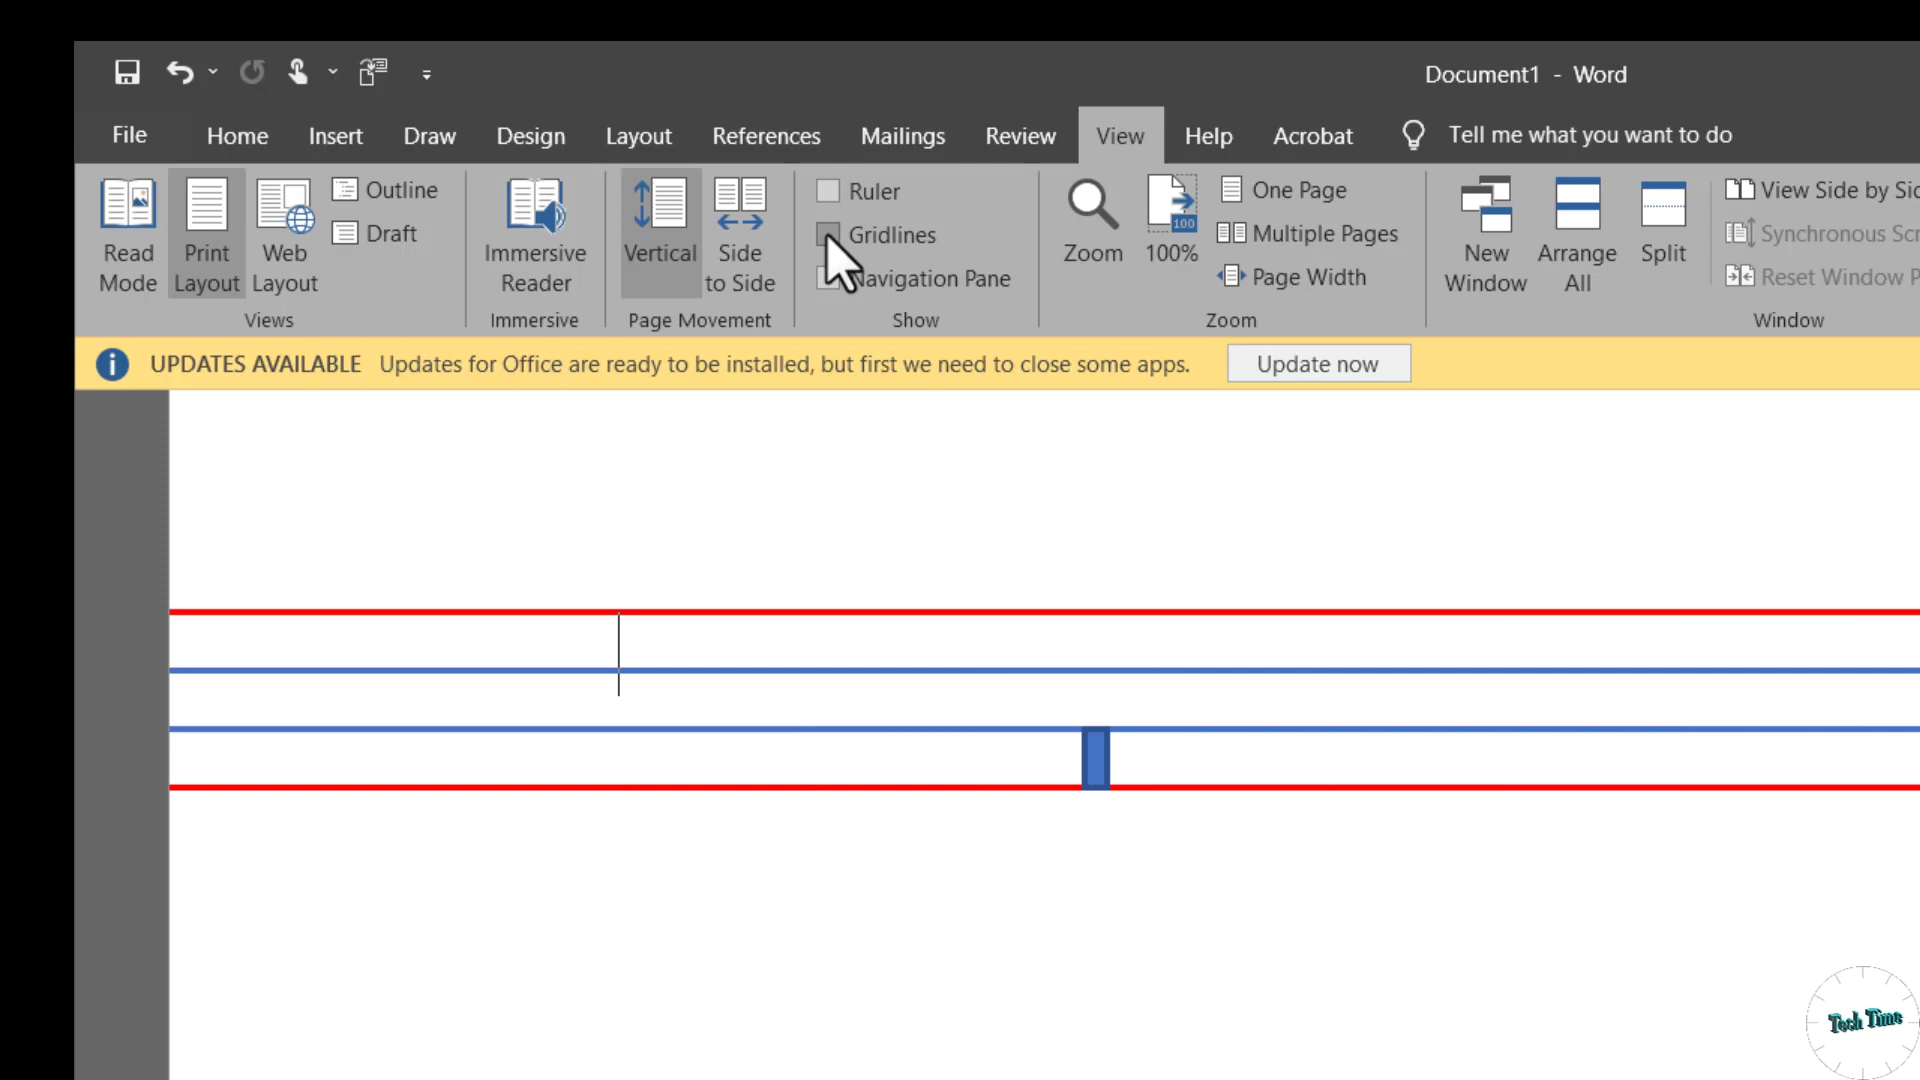 Document1 - Word
File Home Insert Draw Design Layout References Mailings Review View Help Acrobat Tell me what you want to do
Read Mode
Print Layout
Web Layout
Outline
Draft
Views
Immersive Reader
Immersive
Vertical
Side to Side
Page Movement
Ruler
Gridlines
Navigation Pane
Show
Zoom
100
100%
One Page
Multiple Pages
Page Width
Zoom
New Window
Arrange All
Split
View Side by
Synchronous
Reset Window
Window
i UPDATES AVAILABLE Updates for Office are ready to be installed, but first we need to close some apps. Update now
Tech Time